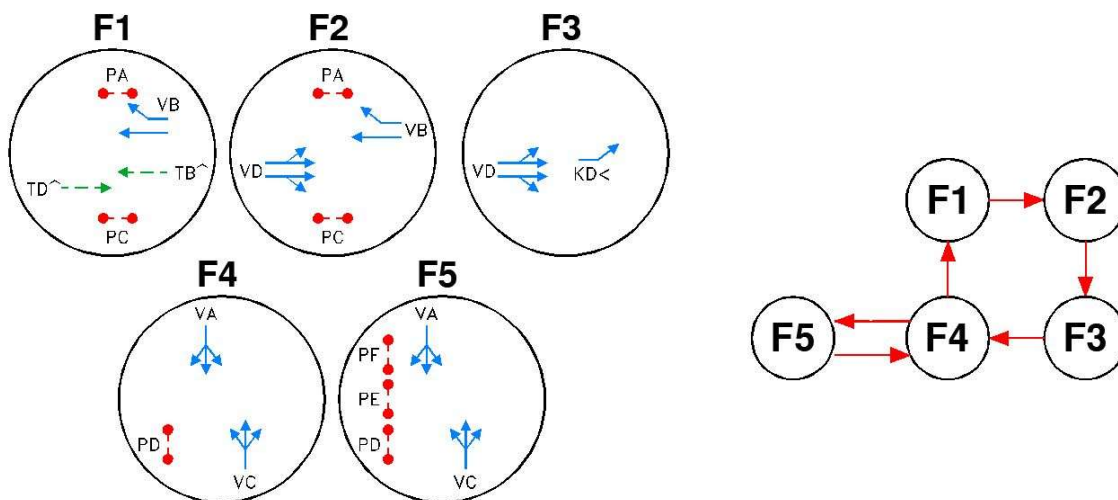 F1
F2
F3
PA
VB
TB^
TD^
PC
PA
VB
VD
PC
VD
KD<
F4
F5
VA
PD
VC
VA
PF
PE
PD
VC
F1
F2
F5
F4
F3